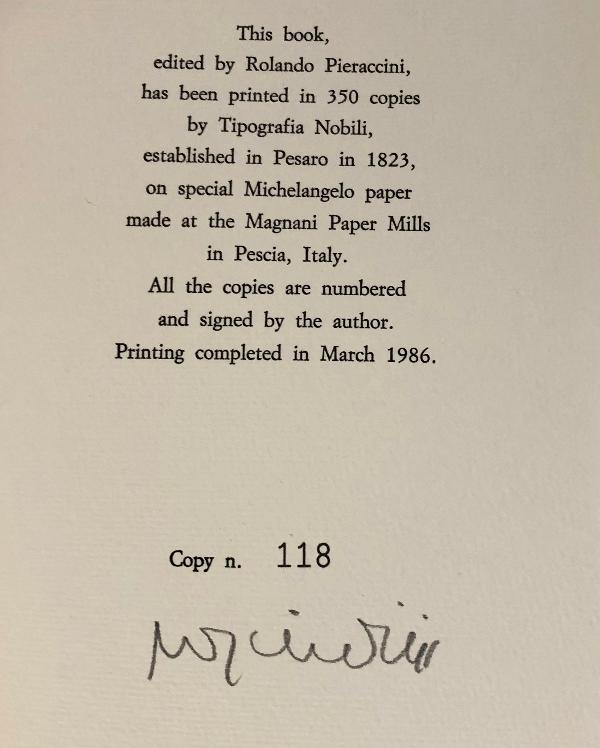 This book,
edited by Rolando Pieraccini,
has been printed in 350 copies
by Tipografia Nobili,
established in Pesaro in 1823,
on special Michelangelo paper
made at the Magnani Paper Mills
in Pescia, Italy.
All the copies are numbered
and signed by the author.
Printing completed in March 1986.
Copy n. 118